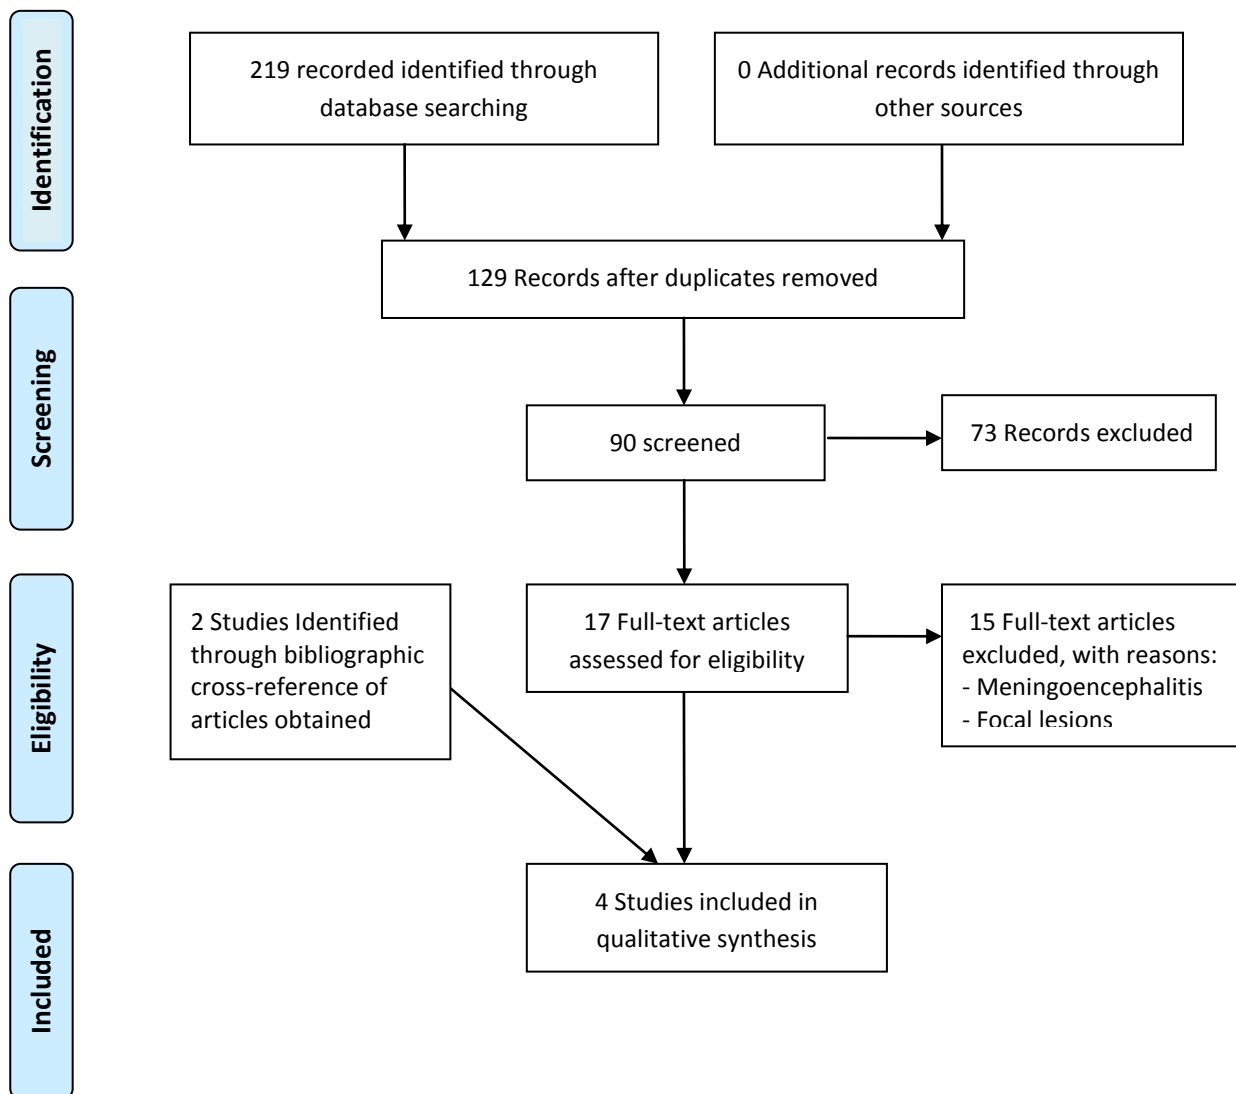 Identification
219 recorded identified through
database searching
0 Additional records identified through
other sources
129 Records after duplicates removed
Screening
90 screened
73 Records excluded
Eligibility
2 Studies Identified
through bibliographic
cross-reference of
articles obtained
17 Full-text articles
assessed for eligibility
15 Full-text articles
excluded, with reasons:
- Meningoencephalitis
- Focal lesions
Included
4 Studies included in
qualitative synthesis